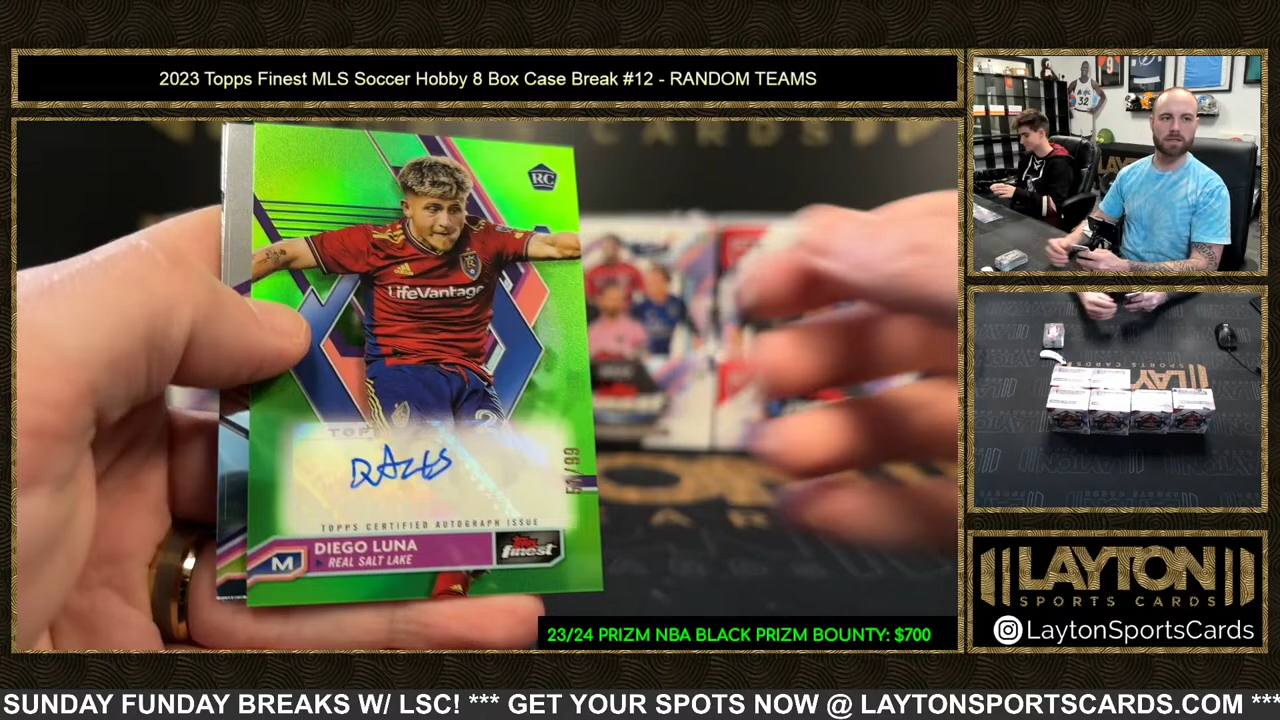 2023 Topps Finest MLS Soccer Hobby 8 Box Case Break #12 - RANDOM TEAMS
RC
LifeVantage
TOPPS CERTIFIED AUTOGRAPH ISSUE
DIEGO LUNA
REAL SALT LAKE
M
Topps
finest
32
23/24 PRIZM NBA BLACK PRIZM BOUNTY: $700
LAYTON
SPORTS CARDS
LaytonSportsCards
SUNDAY FUNDAY BREAKS W/ LSC! *** GET YOUR SPOTS NOW @ LAYTONSPORTSCARDS.COM ***